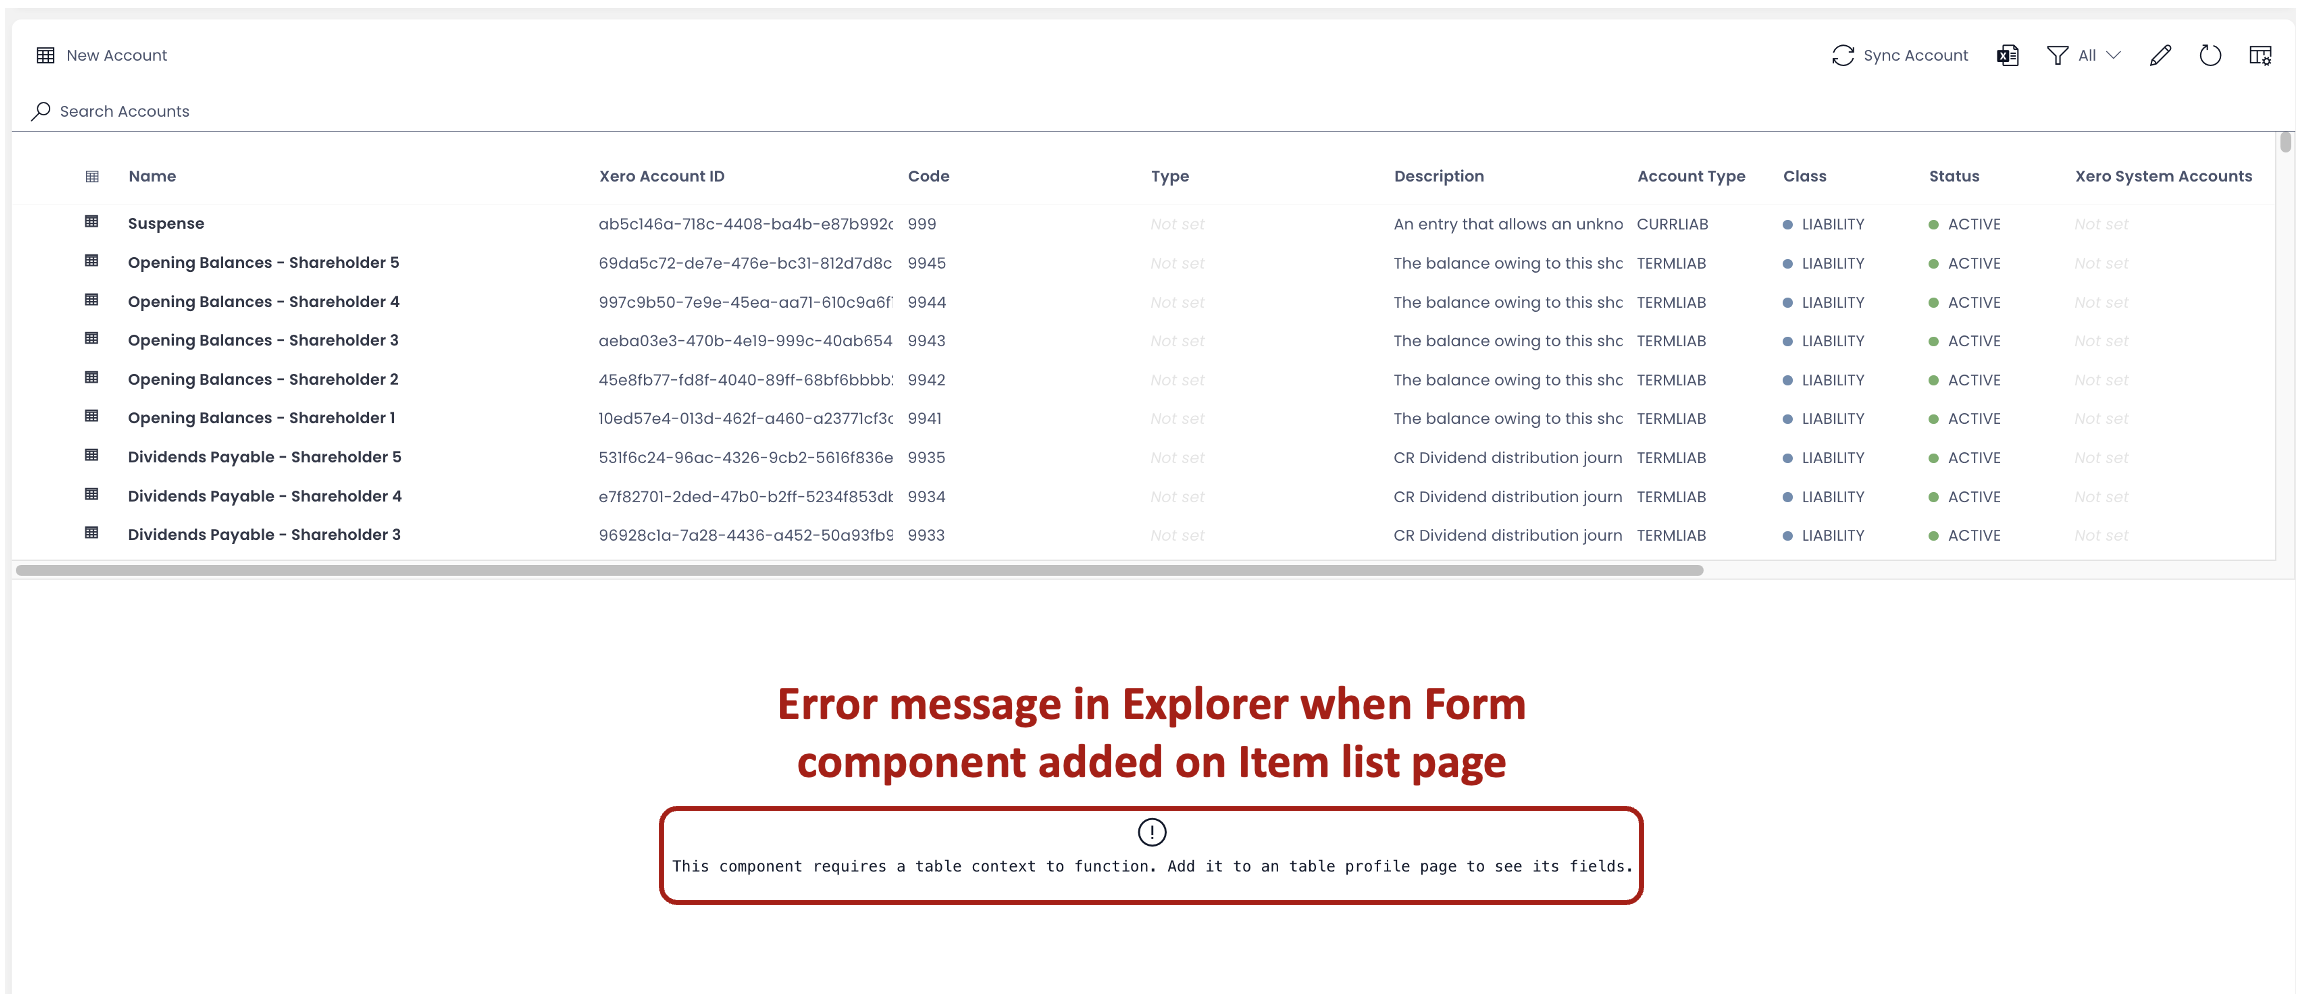 New Account Sync Account All
Search Accounts
Name Xero Account ID Code Type Description Account Type Class Status Xero System Accounts
Suspense ab5c146a-718c-4408-ba4b-e87b992c 999 Not set An entry that allows an unkno CURRLIAB LIABILITY ACTIVE Not set
Opening Balances - Shareholder 5 69da5c72-de7e-476e-bc31-812d7d8c 9945 Not set The balance owing to this sha TERMLIAB LIABILITY ACTIVE Not set
Opening Balances - Shareholder 4 997c9b50-7e9e-45ea-aa71-610c9a6f 9944 Not set The balance owing to this sha TERMLIAB LIABILITY ACTIVE Not set
Opening Balances - Shareholder 3 aeba03e3-470b-4e19-999c-40ab654 9943 Not set The balance owing to this sha TERMLIAB LIABILITY ACTIVE Not set
Opening Balances - Shareholder 2 45e8fb77-fd8f-4040-89ff-68bf6bbb 9942 Not set The balance owing to this sha TERMLIAB LIABILITY ACTIVE Not set
Opening Balances - Shareholder 1 10ed57e4-013d-462f-a460-a23771cf3c 9941 Not set The balance owing to this sha TERMLIAB LIABILITY ACTIVE Not set
Dividends Payable - Shareholder 5 531f6c24-96ac-4326-9cb2-5616f836e 9935 Not set CR Dividend distribution journ TERMLIAB LIABILITY ACTIVE Not set
Dividends Payable - Shareholder 4 e7f82701-2ded-47b0-b2ff-5234f853db 9934 Not set CR Dividend distribution journ TERMLIAB LIABILITY ACTIVE Not set
Dividends Payable - Shareholder 3 96928c1a-7a28-4436-a452-50a93fb9 9933 Not set CR Dividend distribution journ TERMLIAB LIABILITY ACTIVE Not set
Error message in Explorer when Form
component added on Item list page
This component requires a table context to function. Add it to an table profile page to see its fields.